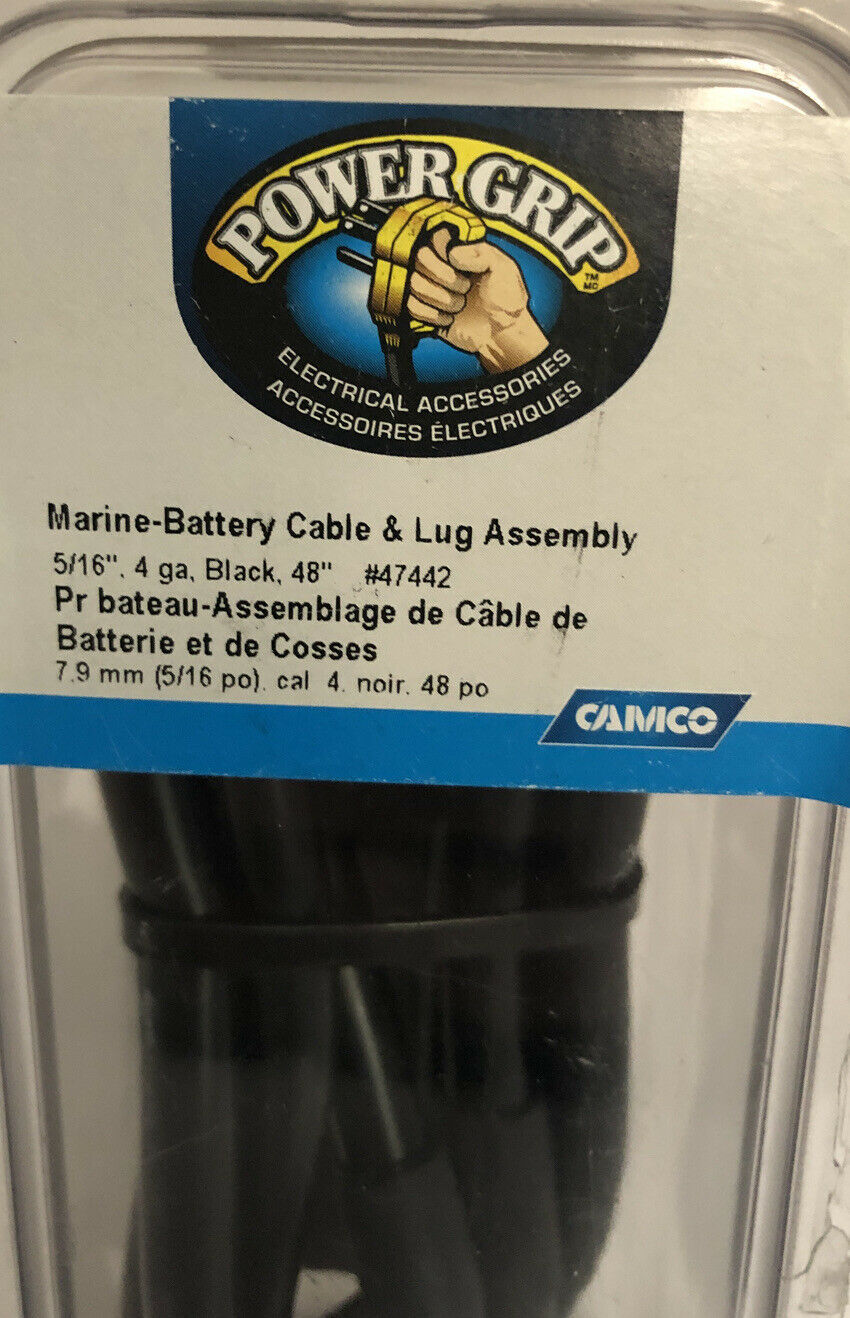 POWER GRIP
TM
MC
ELECTRICAL ACCESSORIES
ACCESSOIRES ÉLECTRIQUES
Marine-Battery Cable & Lug Assembly
5/16", 4 ga, Black, 48" #47442
Pr bateau-Assemblage de Câble de
Batterie et de Cosses
7.9 mm (5/16 po), cal 4, noir, 48 po
CAMCO